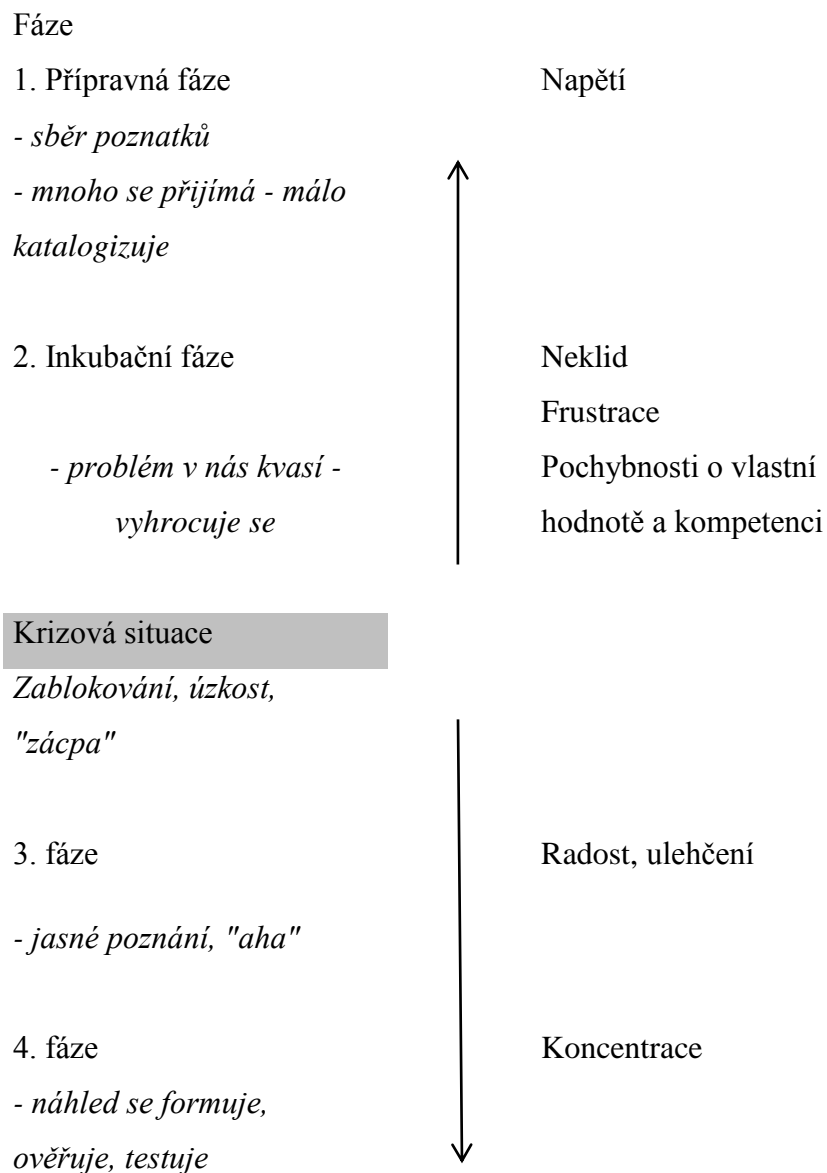 Fáze
1. Přípravná fáze Napětí
- sběr poznatků
- mnoho se přijímá - málo
katalogizuje
2. Inkubační fáze Neklid
Frustrace
- problém v nás kvasí - Pochybnosti o vlastní
vyhrocuje se hodnotě a kompetenci
Krizová situace
Zablokování, úzkost,
"zácpa"
3. fáze Radost, ulehčení
- jasné poznání, "aha"
4. fáze Koncentrace
- náhled se formuje,
ověřuje, testuje